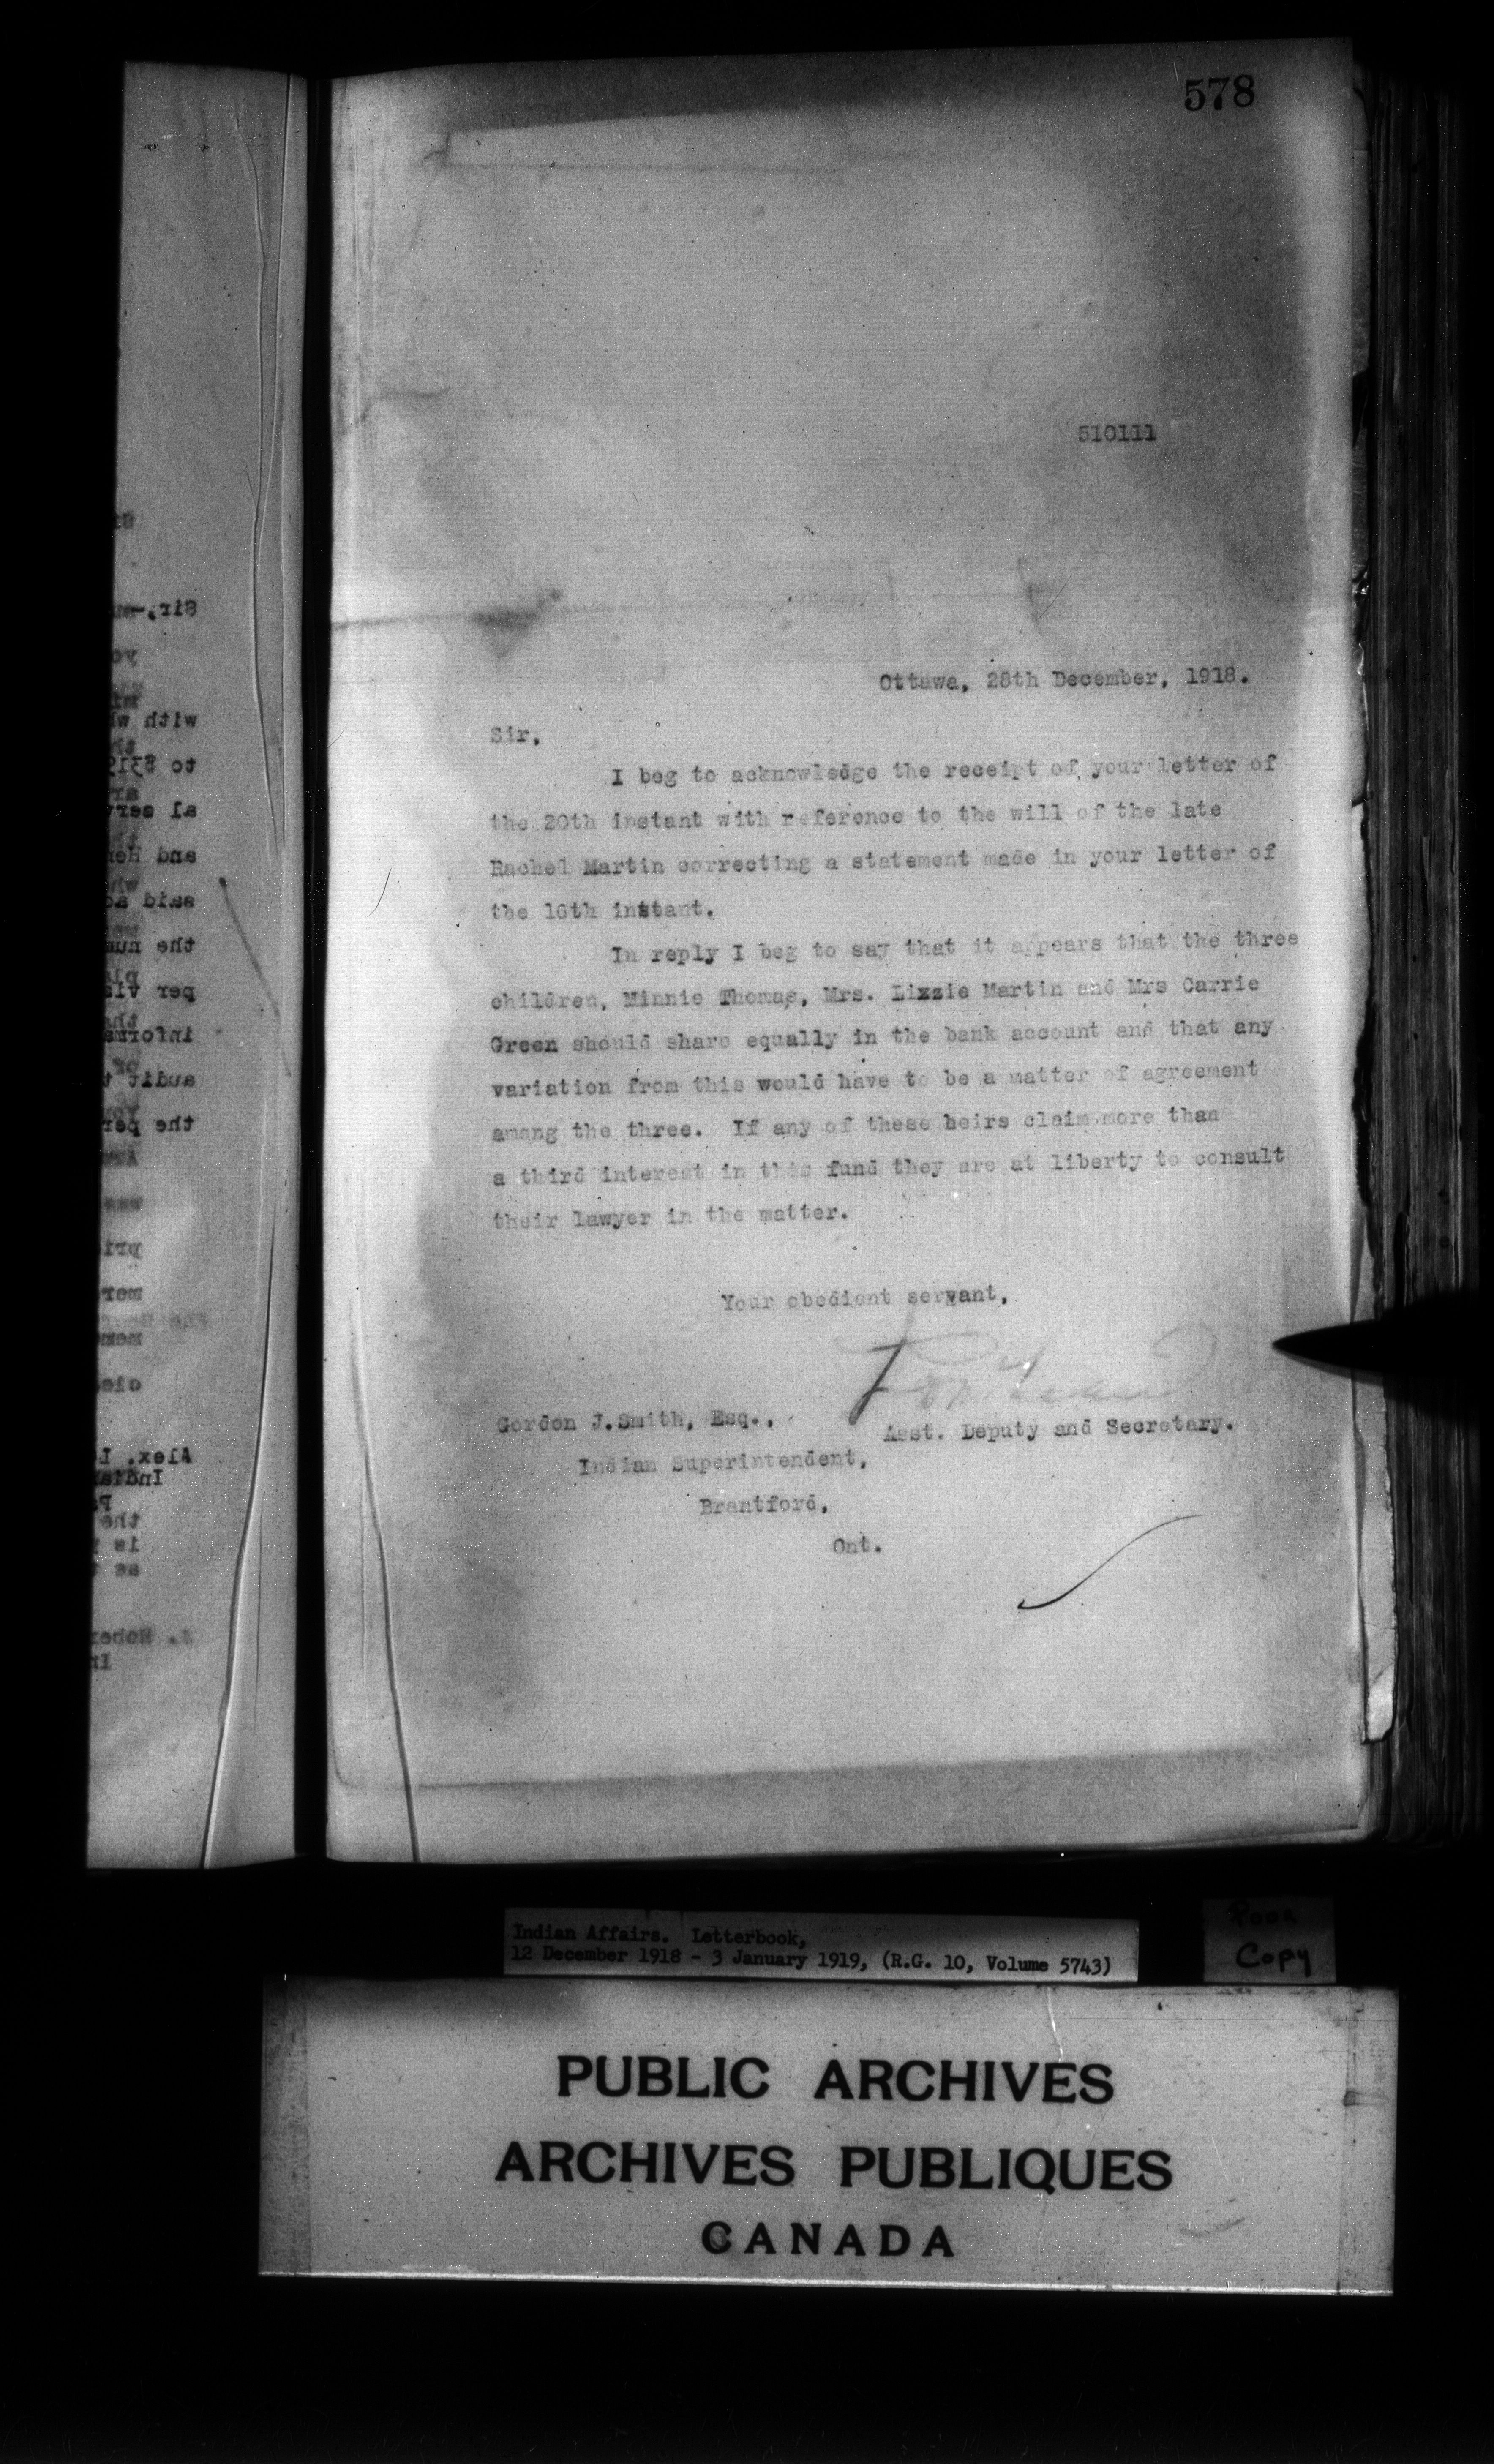 578
510111
Ottawa, 28th December, 1918.
Sir,
I beg to acknowledge the receipt of your letter of
the 20th instant with reference to the will of the late
Rachel Martin correcting a statement made in your letter of
the 16th instant.
In reply I beg to say that it appears that the three
children, Minnie Thomas, Mrs. Lizzie Martin and Mrs Carrie
Green should share equally in the bank account and that any
variation from this would have to be a matter of agreement
among the three. If any of these heirs claim more than
a third interest in this fund they are at liberty to consult
their lawyer in the matter.
Your obedient servant,
Asst. Deputy and Secretary.
Gordon J.Smith, Esq.,
Indian Superintendent,
Brantford,
Ont.
Indian Affairs. Letterbook,
12 December 1918 - 3 January 1919, (R.G. 10, Volume 5743)
Poor
Copy
PUBLIC ARCHIVES
ARCHIVES PUBLIQUES
CANADA